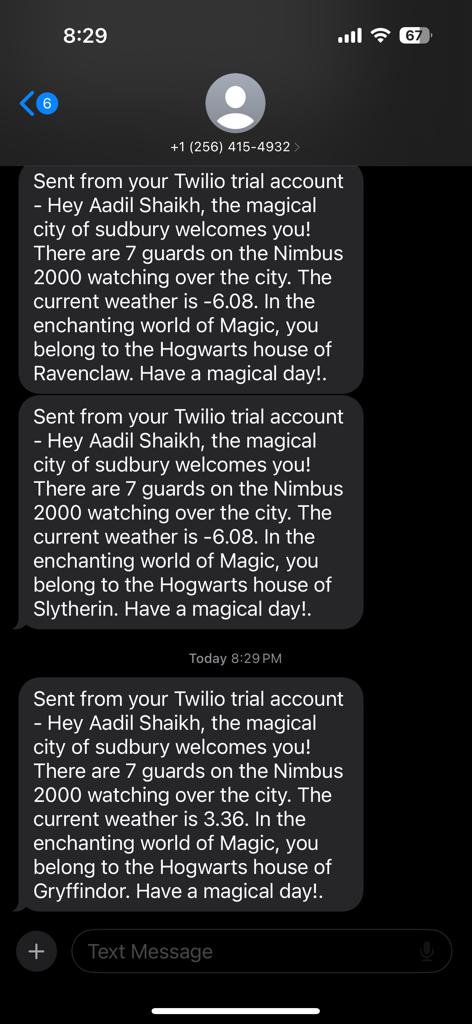 8:29
67
6
+1 (256) 415-4932 >
Sent from your Twilio trial account
- Hey Aadil Shaikh, the magical
city of sudbury welcomes you!
There are 7 guards on the Nimbus
2000 watching over the city. The
current weather is -6.08. In the
enchanting world of Magic, you
belong to the Hogwarts house of
Ravenclaw. Have a magical day!.
Sent from your Twilio trial account
- Hey Aadil Shaikh, the magical
city of sudbury welcomes you!
There are 7 guards on the Nimbus
2000 watching over the city. The
current weather is -6.08. In the
enchanting world of Magic, you
belong to the Hogwarts house of
Slytherin. Have a magical day!.
Today 8:29 PM
Sent from your Twilio trial account
- Hey Aadil Shaikh, the magical
city of sudbury welcomes you!
There are 7 guards on the Nimbus
2000 watching over the city. The
current weather is 3.36. In the
enchanting world of Magic, you
belong to the Hogwarts house of
Gryffindor. Have a magical day!.
Text Message